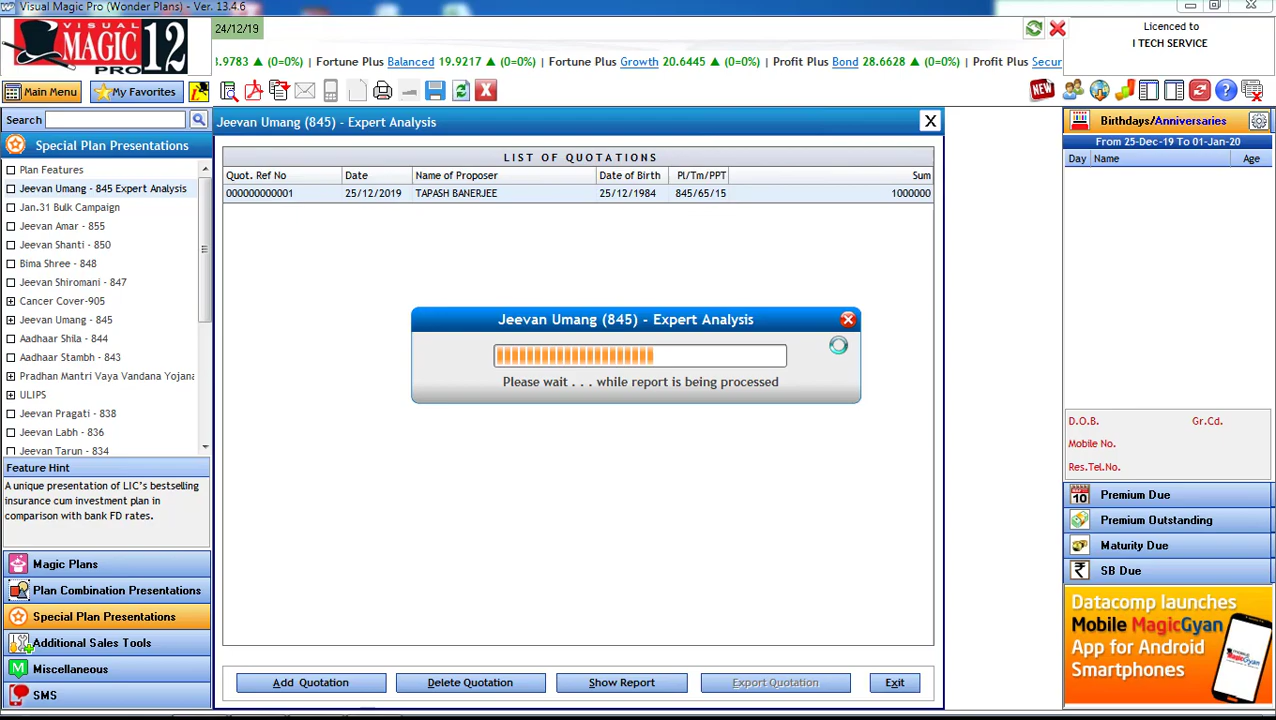 Visual Magic Pro (Wonder Plans) - Ver. 13.4.6
VISUAL
MAGIC 12
PRO
24/12/19
Licenced to
I TECH SERVICE
3.9783 ▲ (0=0%) | Fortune Plus Balanced 19.9217 ▲ (0=0%) | Fortune Plus Growth 20.6445 ▲ (0=0%) | Profit Plus Bond 28.6628 ▲ (0=0%) | Profit Plus Secur
Main Menu
My Favorites
NEW
Search
Jeevan Umang (845) - Expert Analysis
X
Birthdays/Anniversaries
Special Plan Presentations
From 25-Dec-19 To 01-Jan-20
Day Name Age
Plan Features
Jeevan Umang - 845 Expert Analysis
Jan.31 Bulk Campaign
Jeevan Amar - 855
Jeevan Shanti - 850
Bima Shree - 848
Jeevan Shiromani - 847
Cancer Cover-905
Jeevan Umang - 845
Aadhaar Shila - 844
Aadhaar Stambh - 843
Pradhan Mantri Vaya Vandana Yojana
ULIPS
Jeevan Pragati - 838
Jeevan Labh - 836
Jeevan Tarun - 834
Feature Hint
A unique presentation of LIC's bestselling
insurance cum investment plan in
comparison with bank FD rates.
Magic Plans
Plan Combination Presentations
Special Plan Presentations
Additional Sales Tools
Miscellaneous
SMS
LIST OF QUOTATIONS
Quot. Ref No Date Name of Proposer Date of Birth Pl/Tm/PPT Sum
000000000001 25/12/2019 TAPASH BANERJEE 25/12/1984 845/65/15 1000000
Jeevan Umang (845) - Expert Analysis
Please wait . . . while report is being processed
Add Quotation
Delete Quotation
Show Report
Export Quotation
Exit
D.O.B. Gr.Cd.
Mobile No.
Res.Tel.No.
10 Premium Due
Premium Outstanding
Maturity Due
₹ SB Due
Datacomp launches
Mobile MagicGyan
App for Android
Smartphones